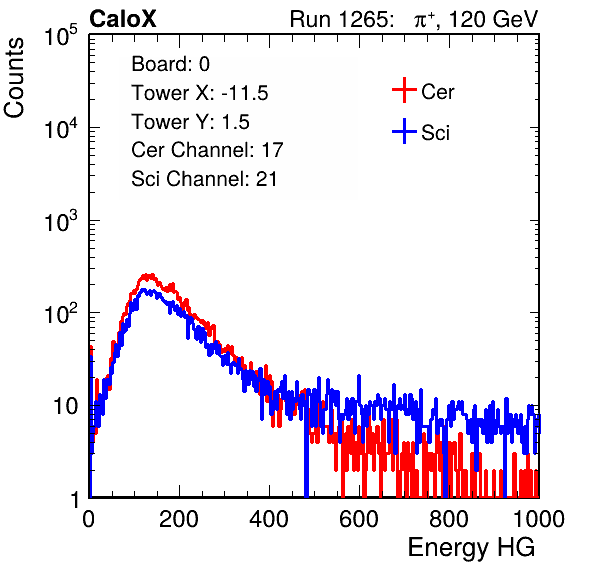 CaloX Run 1265: π⁺, 120 GeV
Counts
10⁵
10⁴
10³
10²
10
1
Board: 0
Tower X: -11.5
Tower Y: 1.5
Cer Channel: 17
Sci Channel: 21
Cer
Sci
0 200 400 600 800 1000
Energy HG